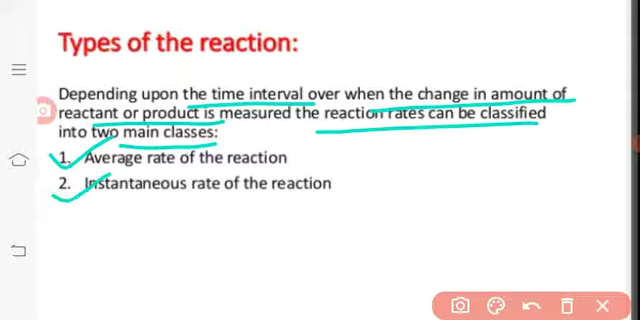 Types of the reaction:
Depending upon the time interval over when the change in amount of
reactant or product is measured the reaction rates can be classified
into two main classes:
1. Average rate of the reaction
2. Instantaneous rate of the reaction